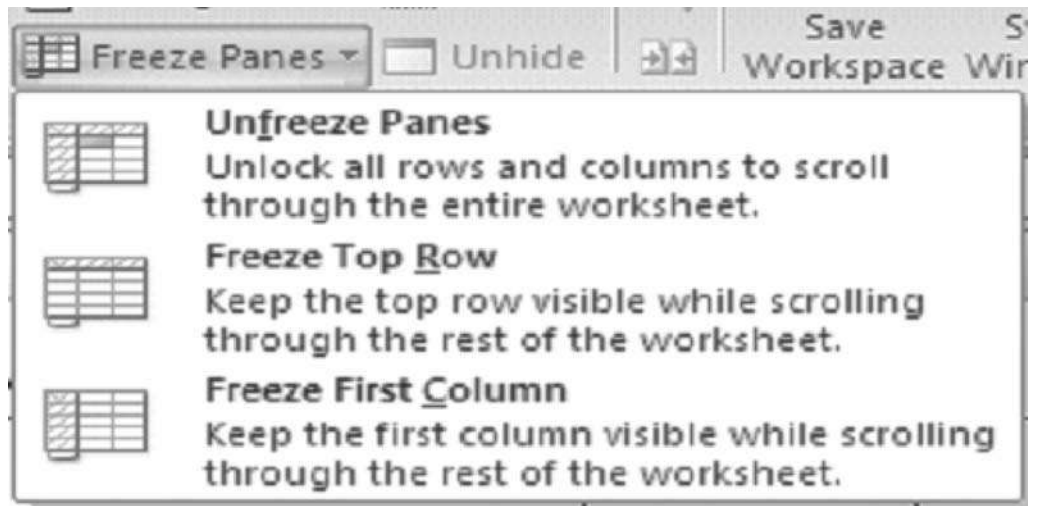 Freeze Panes
Unhide
Save
Workspace
Unfreeze Panes
Unlock all rows and columns to scroll
through the entire worksheet.
Freeze Top Row
Keep the top row visible while scrolling
through the rest of the worksheet.
Freeze First Column
Keep the first column visible while scrolling
through the rest of the worksheet.